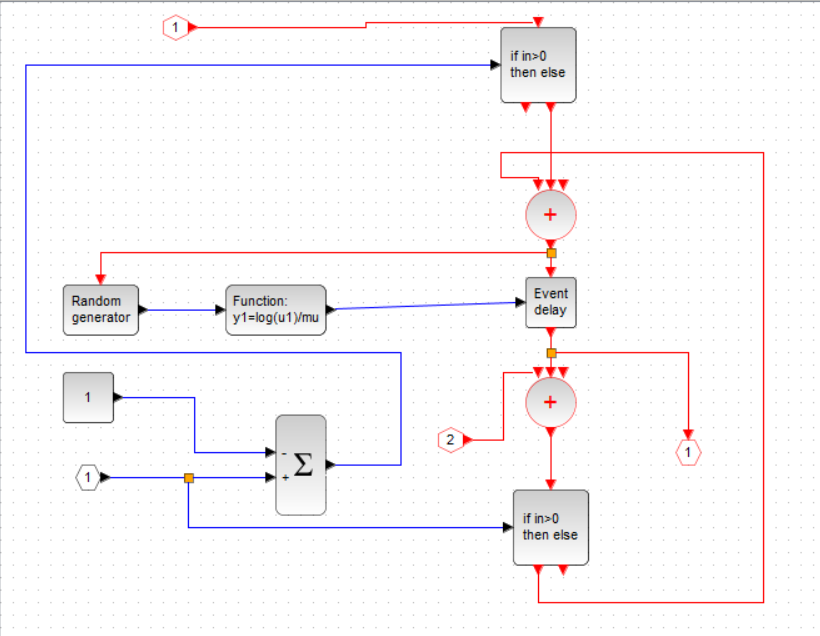 1
if in>0
then else
+
Random
generator
Function:
y1=log(u1)/mu
Event
delay
1
-
Σ
+
1
+
2
1
if in>0
then else